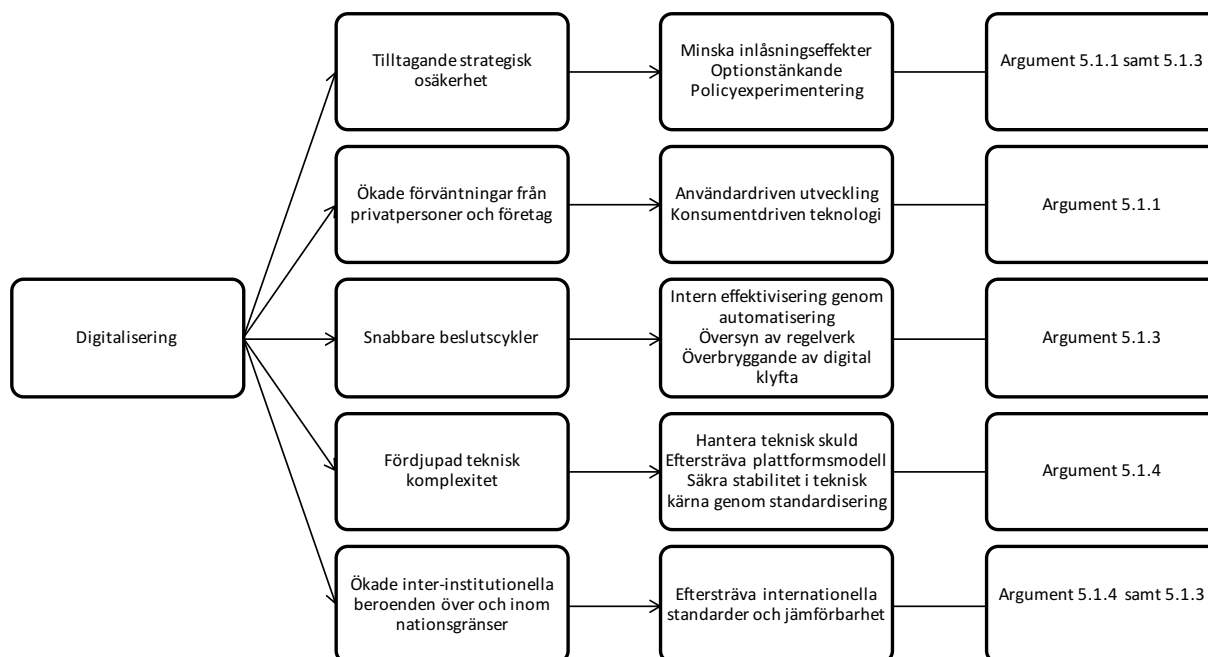 Tilltagande strategisk
osäkerhet
Minska inlåsningseffekter
Optionstänkande
Policyexperimentering
Argument 5.1.1 samt 5.1.3
Ökade förväntningar från
privatpersoner och företag
Användardriven utveckling
Konsumentdriven teknologi
Argument 5.1.1
Digitalisering
Snabbare beslutscykler
Intern effektivisering genom
automatisering
Översyn av regelverk
Överbryggande av digital
klyfta
Argument 5.1.3
Fördjupad teknisk
komplexitet
Hantera teknisk skuld
Eftersträva plattformsmodell
Säkra stabilitet i teknisk
kärna genom standardisering
Argument 5.1.4
Ökade inter-institutionella
beroenden över och inom
nationsgränser
Eftersträva internationella
standarder och jämförbarhet
Argument 5.1.4 samt 5.1.3